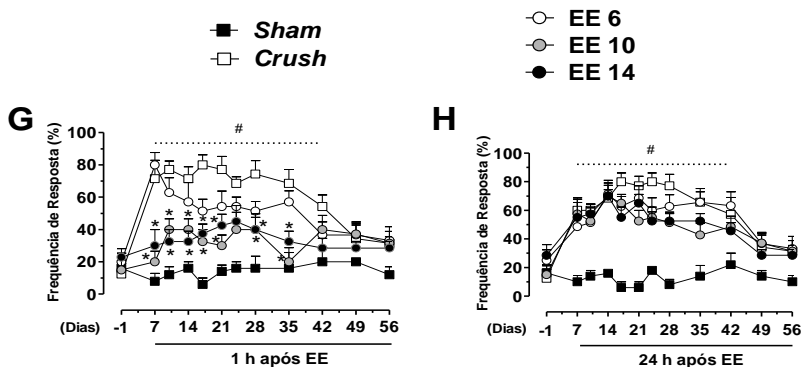 Sham
Crush
EE 6
EE 10
EE 14
G
Frequência de Resposta (%)
100
80
60
40
20
0
#
* * * * * * * * * * * * *
(Dias)
-1 7 14 21 28 35 42 49 56
1 h após EE
H
Frequência de Resposta (%)
100
80
60
40
20
0
#
(Dias)
-1 7 14 21 28 35 42 49 56
24 h após EE